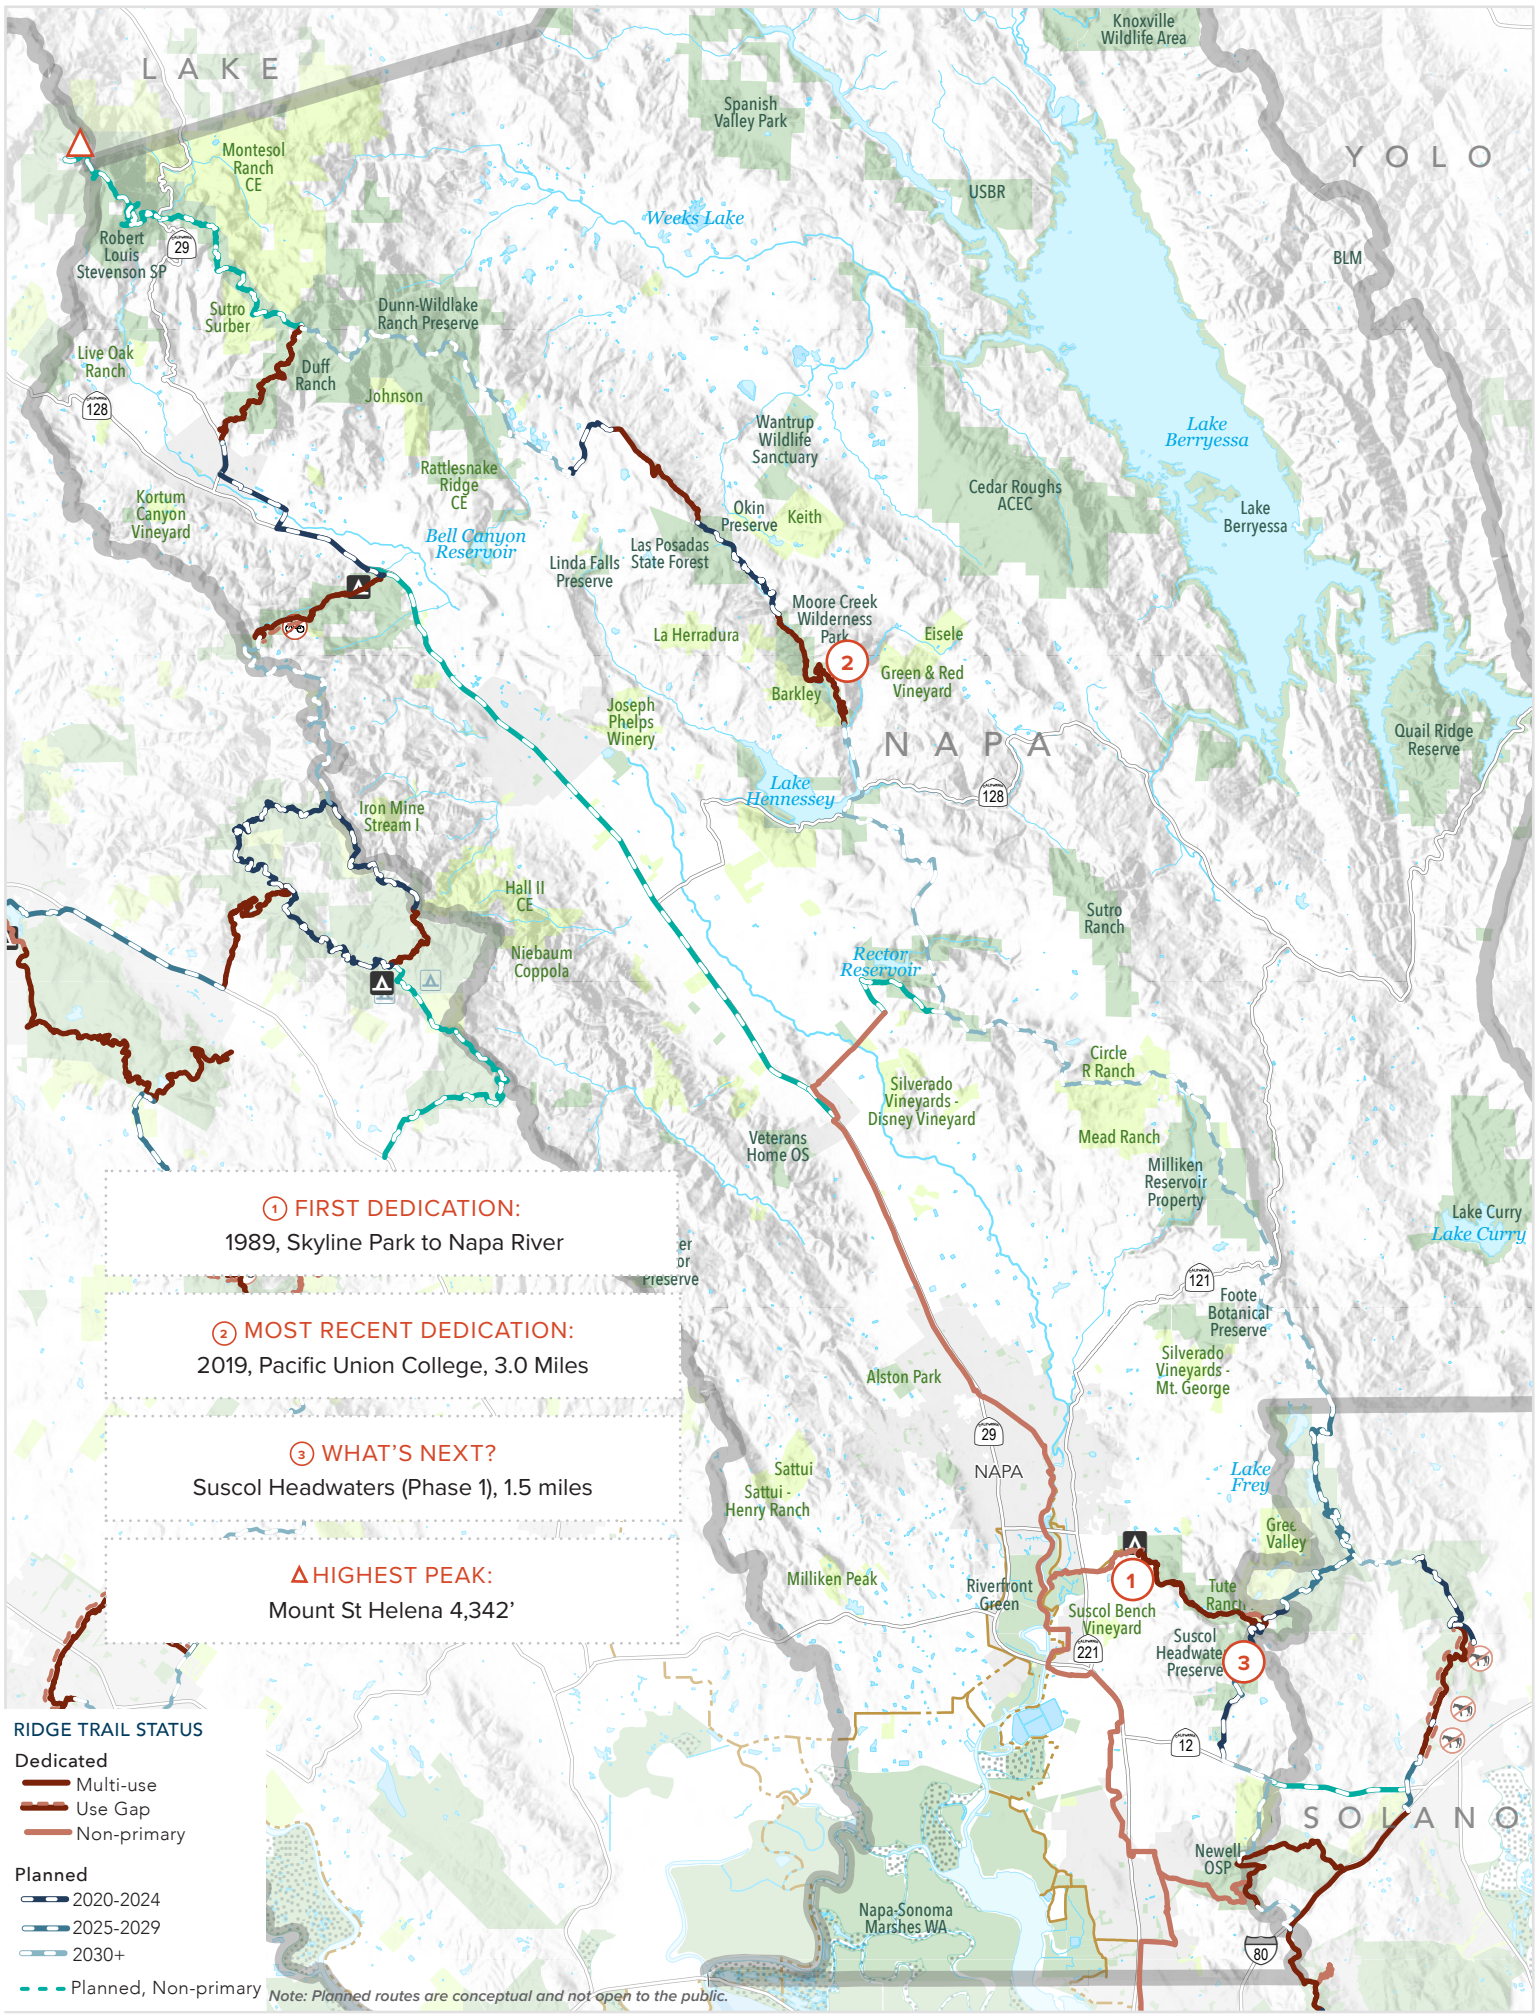 Knoxville
Wildlife Area
LAKE
Spanish
Valley Park
Montesol
Ranch
CE
YOLO
USBR
Weeks Lake
Robert
Louis
Stevenson SP
29
BLM
Dunn-Wildlake
Ranch Preserve
Sutro
Surber
Live Oak
Ranch
Duff
Ranch
Johnson
128
Wantrup
Wildlife
Sanctuary
Lake
Berryessa
Rattlesnake
Ridge
CE
Cedar Roughs
ACEC
Kortum
Canyon
Vineyard
Okin
Preserve
Keith
Lake
Berryessa
Bell Canyon
Reservoir
Las Posadas
State Forest
Linda Falls
Preserve
Moore Creek
Wilderness
Park
La Herradura
Eisele
2
Green & Red
Vineyard
Barkley
Joseph
Phelps
Winery
NAPA
Quail Ridge
Reserve
Lake
Hennessey
128
Iron Mine
Stream I
Hall II
CE
Sutro
Ranch
Niebaum
Coppola
Rector
Reservoir
Circle
R Ranch
Silverado
Vineyards -
Disney Vineyard
Mead Ranch
Veterans
Home OS
Milliken
Reservoir
Property
Lake Curry
Lake Curry
1 FIRST DEDICATION:
1989, Skyline Park to Napa River
er
or
Preserve
121
Foote
Botanical
Preserve
2 MOST RECENT DEDICATION:
2019, Pacific Union College, 3.0 Miles
Silverado
Vineyards -
Mt. George
Alston Park
29
NAPA
3 WHAT'S NEXT?
Suscol Headwaters (Phase 1), 1.5 miles
Lake
Frey
Sattui
Sattui -
Henry Ranch
Gree
Valley
HIGHEST PEAK:
Mount St Helena 4,342'
Milliken Peak
Riverfront
Green
1
Tute
Ranch
Suscol Bench
Vineyard
221
Suscol
Headwate
Preserve
3
12
RIDGE TRAIL STATUS
Dedicated
Multi-use
Use Gap
Non-primary
Planned
2020-2024
2025-2029
2030+
Planned, Non-primary
SOLANO
Newell
OSP
Napa-Sonoma
Marshes WA
80
Note: Planned routes are conceptual and not open to the public.